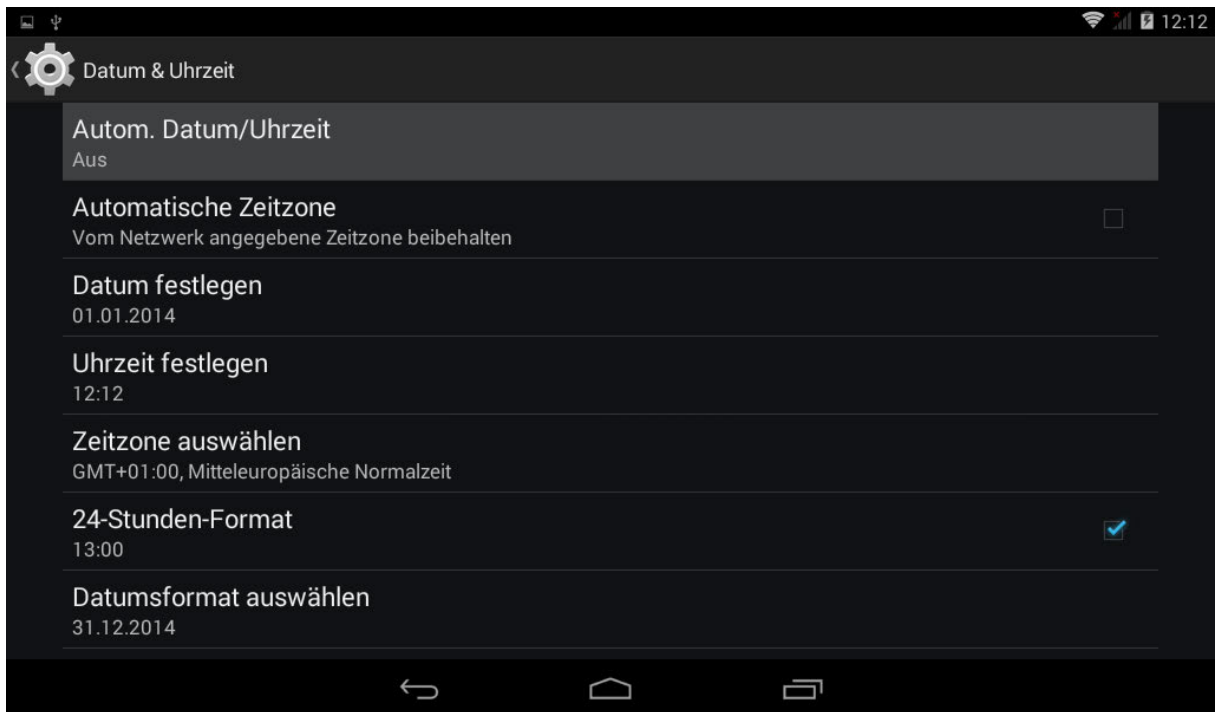 12:12
Datum & Uhrzeit
Autom. Datum/Uhrzeit
Aus
Automatische Zeitzone
Vom Netzwerk angegebene Zeitzone beibehalten
Datum festlegen
01.01.2014
Uhrzeit festlegen
12:12
Zeitzone auswählen
GMT+01:00, Mitteleuropäische Normalzeit
24-Stunden-Format
13:00
Datumsformat auswählen
31.12.2014